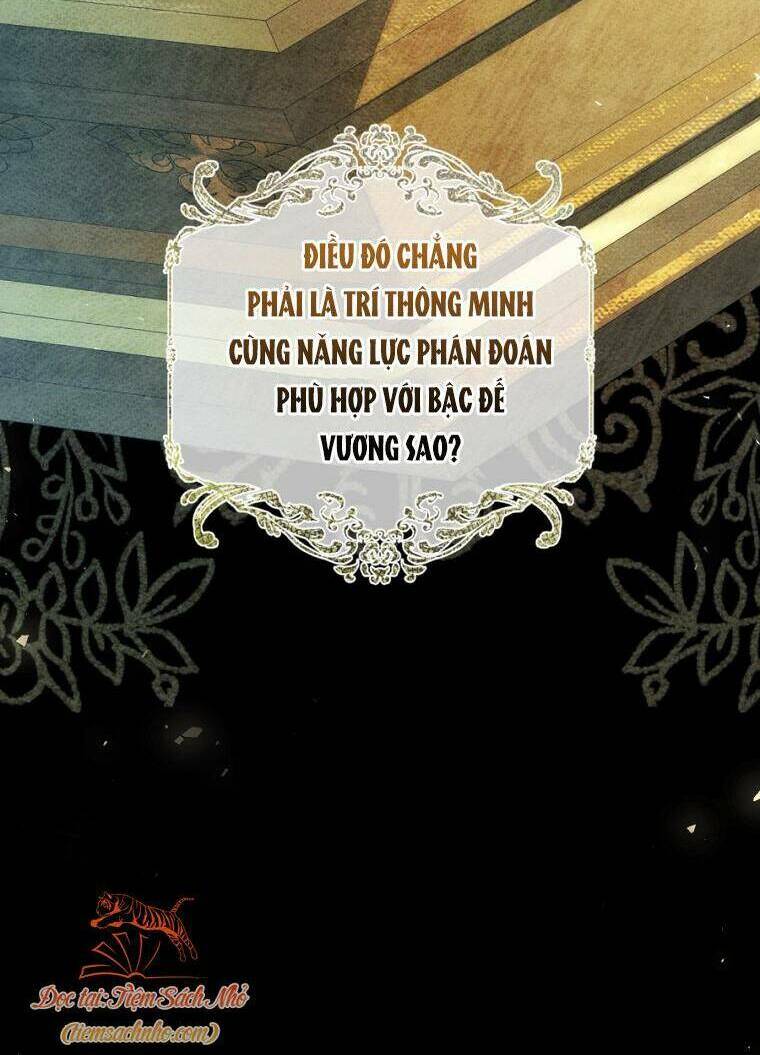 ĐIỀU ĐÓ CHẲNG
PHẢI LÀ TRÍ THÔNG MINH
CÙNG NĂNG LỰC PHÁN ĐOÁN
PHÙ HỢP VỚI BẬC ĐẾ
VƯƠNG SAO?
Đọc tại: Tiệm Sách Nhỏ
(tiemsachnho.com)